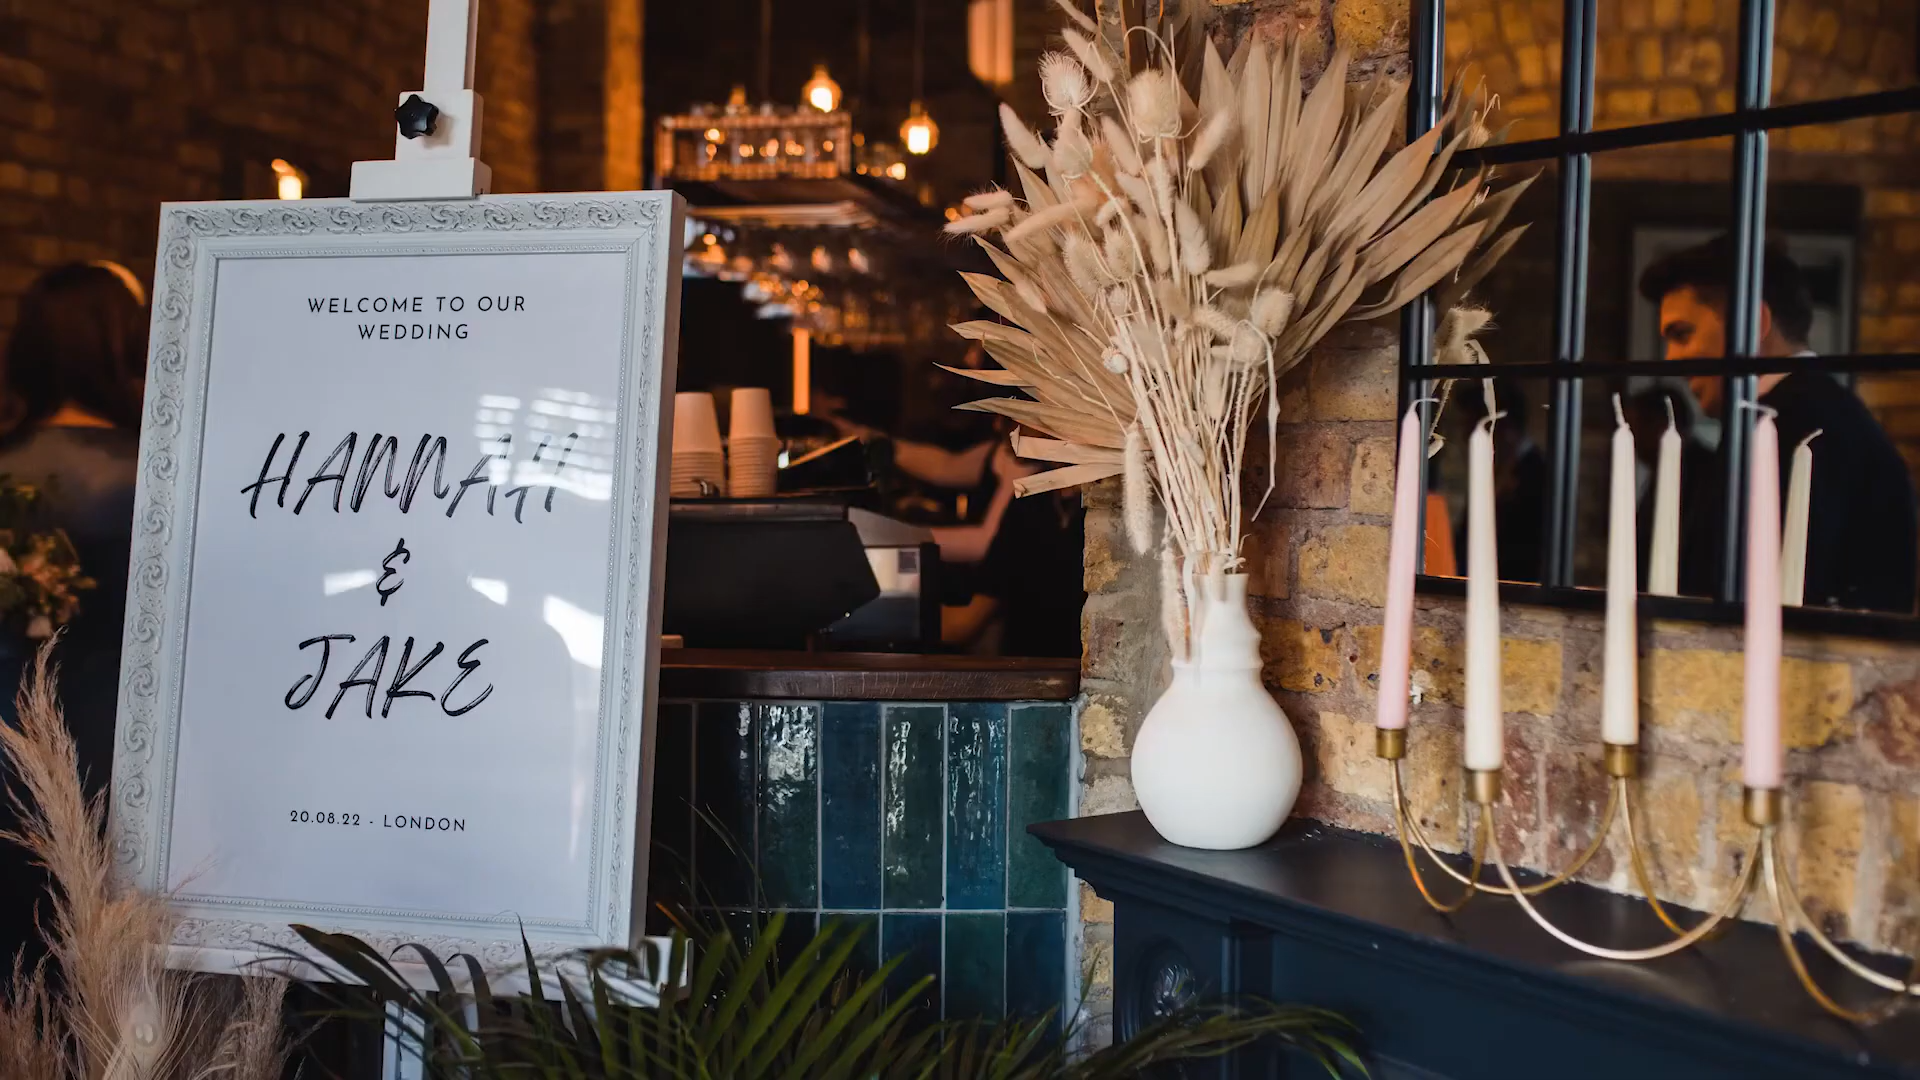 WELCOME TO OUR
WEDDING
HANNAH
&
JAKE
20.08.22 - LONDON